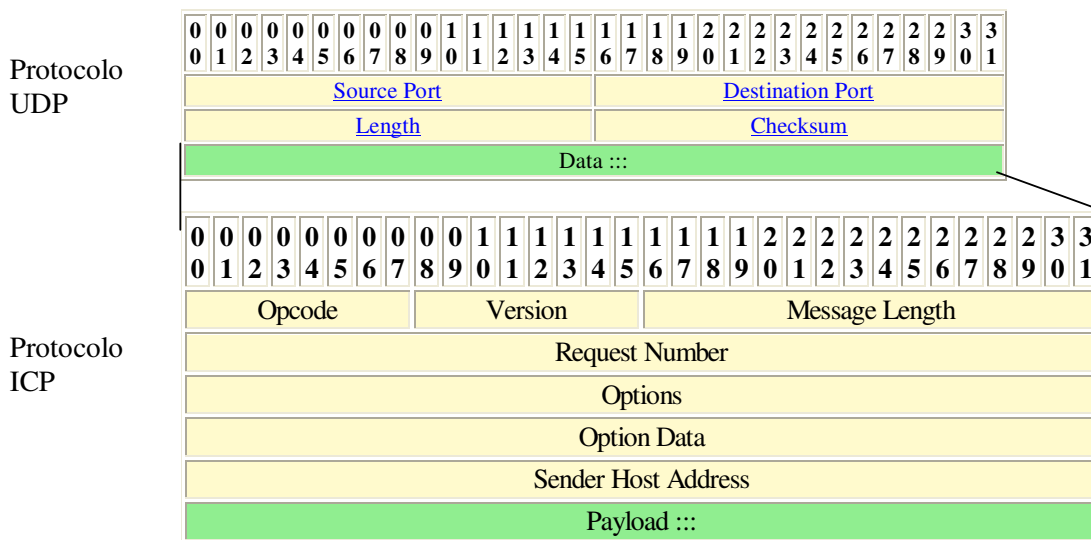 0 0 0 0 0 0 0 0 0 0 1 1 1 1 1 1 1 1 1 1 2 2 2 2 2 2 2 2 2 2 3 3
0 1 2 3 4 5 6 7 8 9 0 1 2 3 4 5 6 7 8 9 0 1 2 3 4 5 6 7 8 9 0 1
Protocolo
UDP
Source Port Destination Port
Length Checksum
Data :::
0 0 0 0 0 0 0 0 0 0 1 1 1 1 1 1 1 1 1 1 2 2 2 2 2 2 2 2 2 2 3 3
0 1 2 3 4 5 6 7 8 9 0 1 2 3 4 5 6 7 8 9 0 1 2 3 4 5 6 7 8 9 0 1
Opcode Version Message Length
Protocolo
ICP
Request Number
Options
Option Data
Sender Host Address
Payload :::